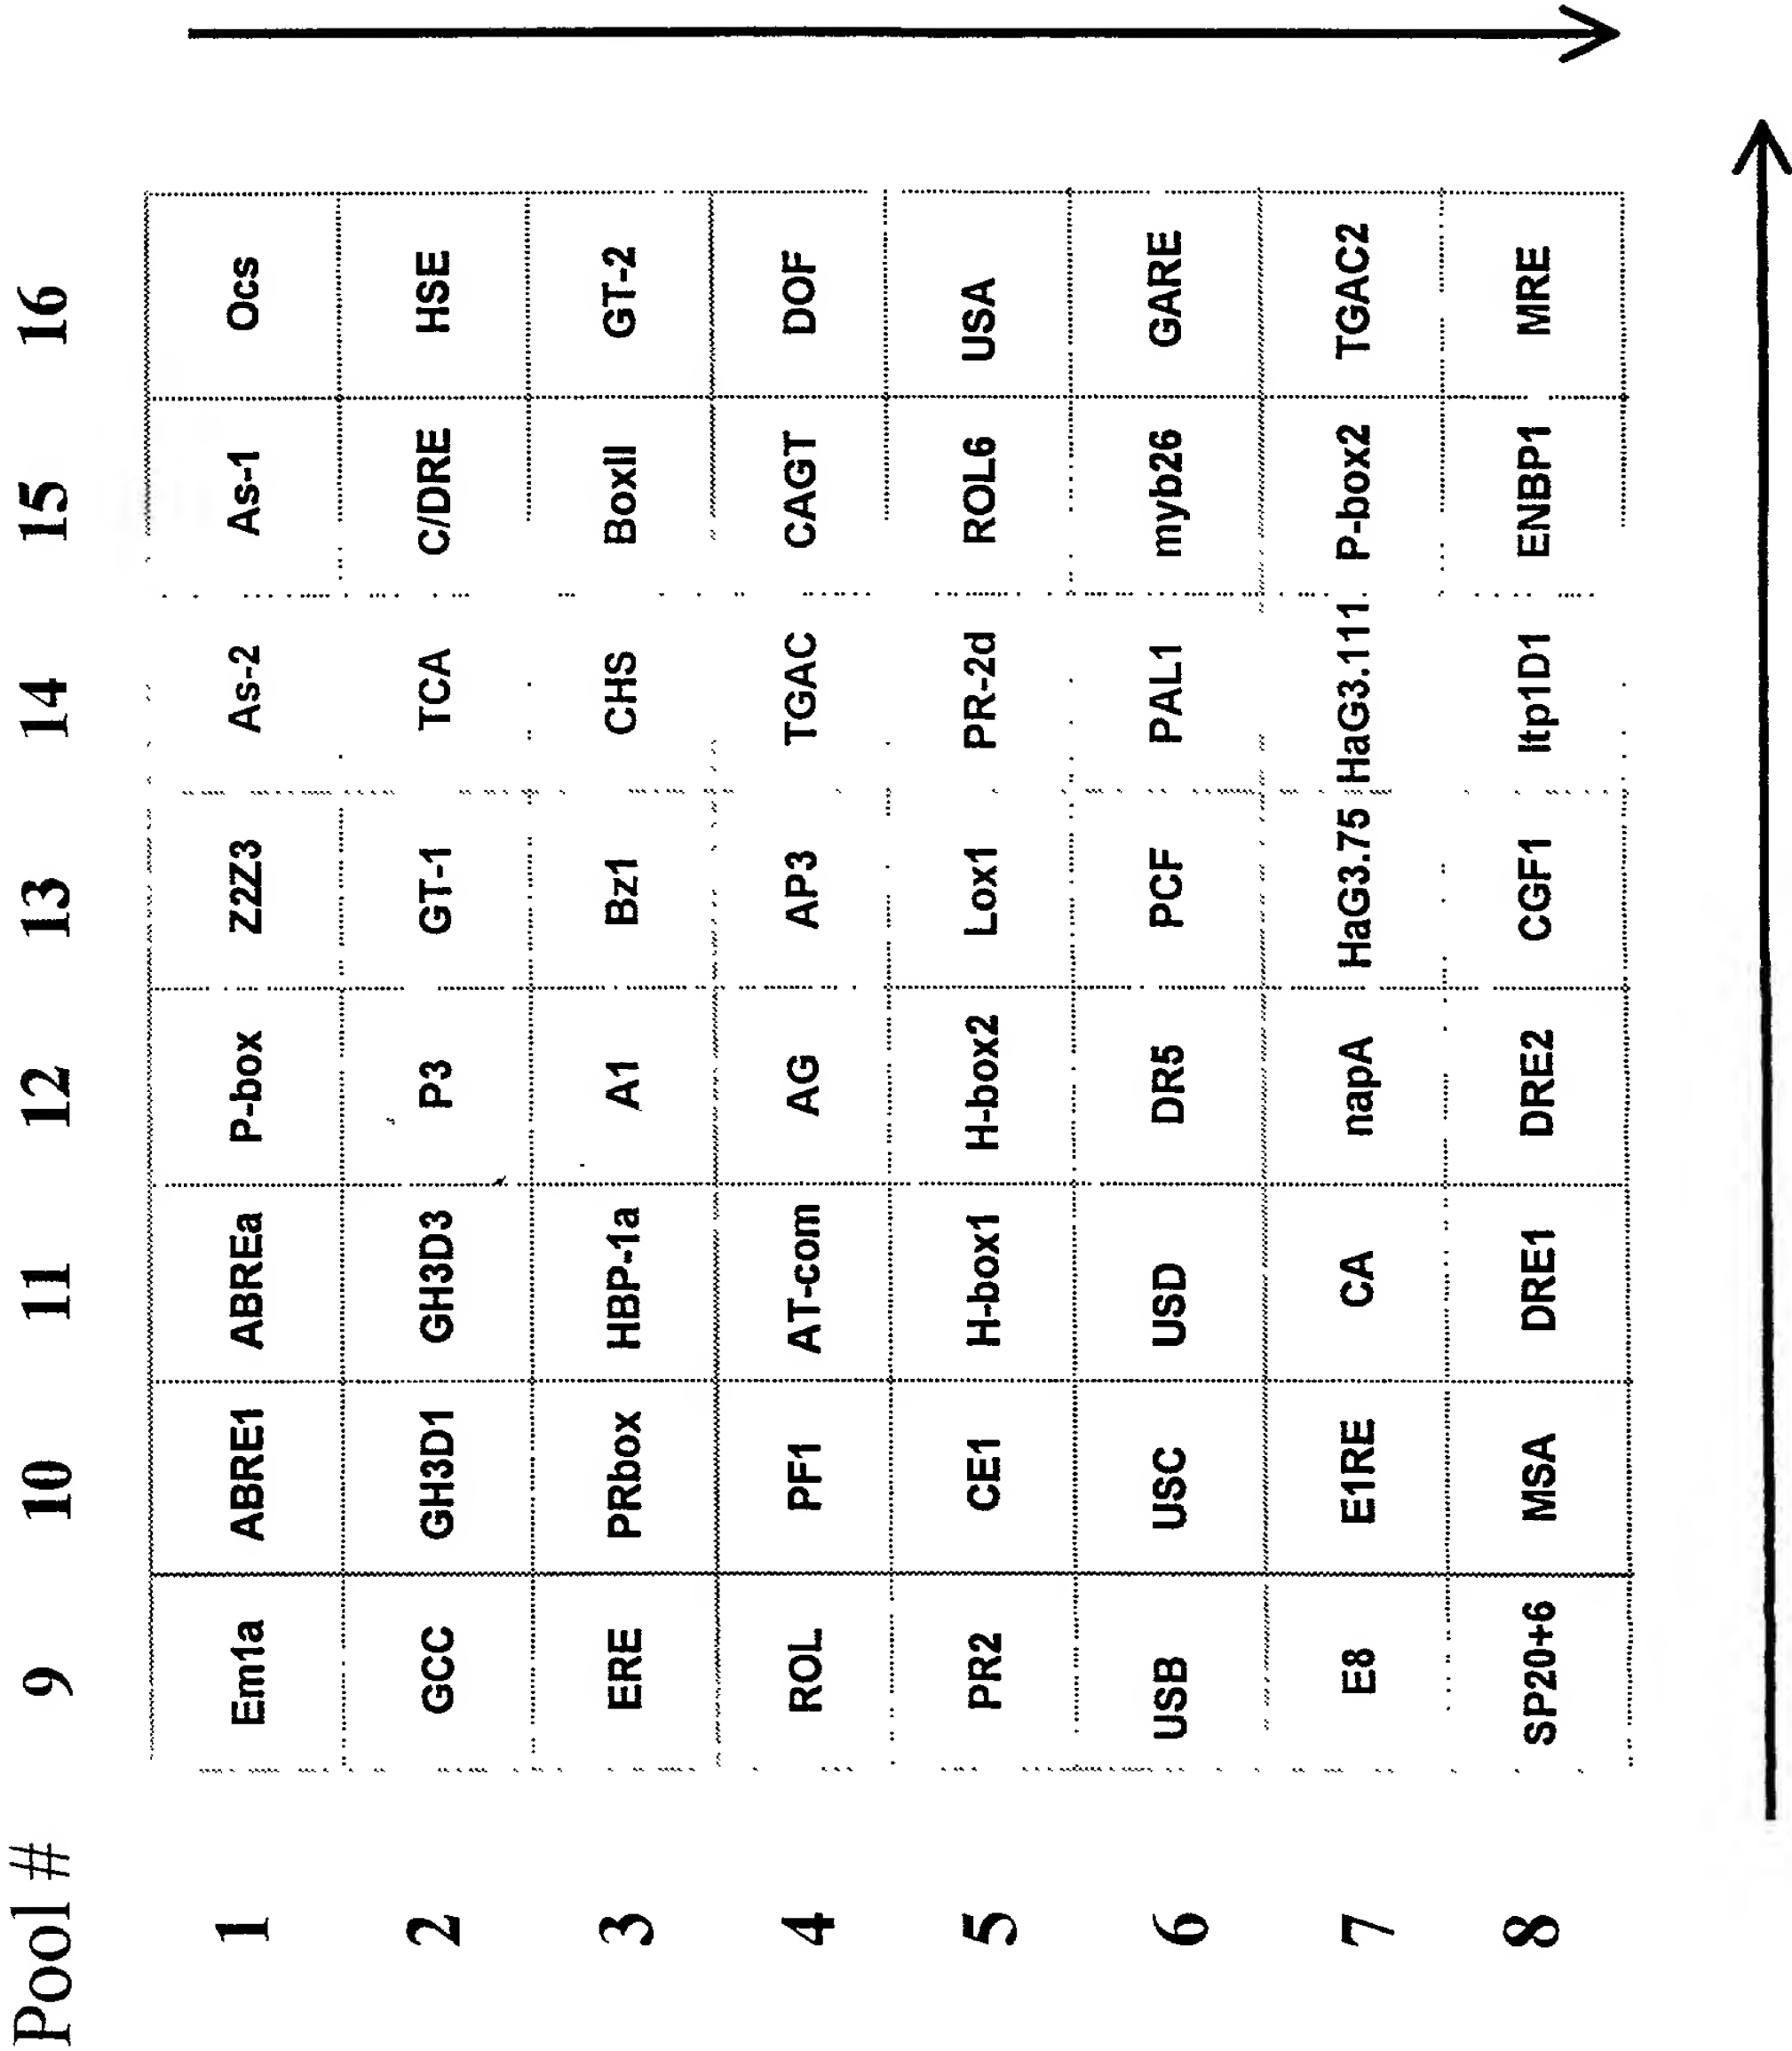 Pool # 9 10 11 12 13 14 15 16
1 Em1a ABRE1 ABREa P-box Z2Z3 As-2 As-1 Ocs
2 GCC GH3D1 GH3D3 P3 GT-1 TCA C/DRE HSE
3 ERE PRbox HBP-1a A1 Bz1 CHS BoxII GT-2
4 ROL PF1 AT-com AG AP3 TGAC CAGT DOF
5 PR2 CE1 H-box1 H-box2 Lox1 PR-2d ROL6 USA
6 USB USC USD DR5 PCF PAL1 myb26 GARE
7 E8 E1RE CA napA HaG3.75 HaG3.111 P-box2 TGAC2
8 SP20+6 MSA DRE1 DRE2 CGF1 ltp1D1 ENBP1 MRE